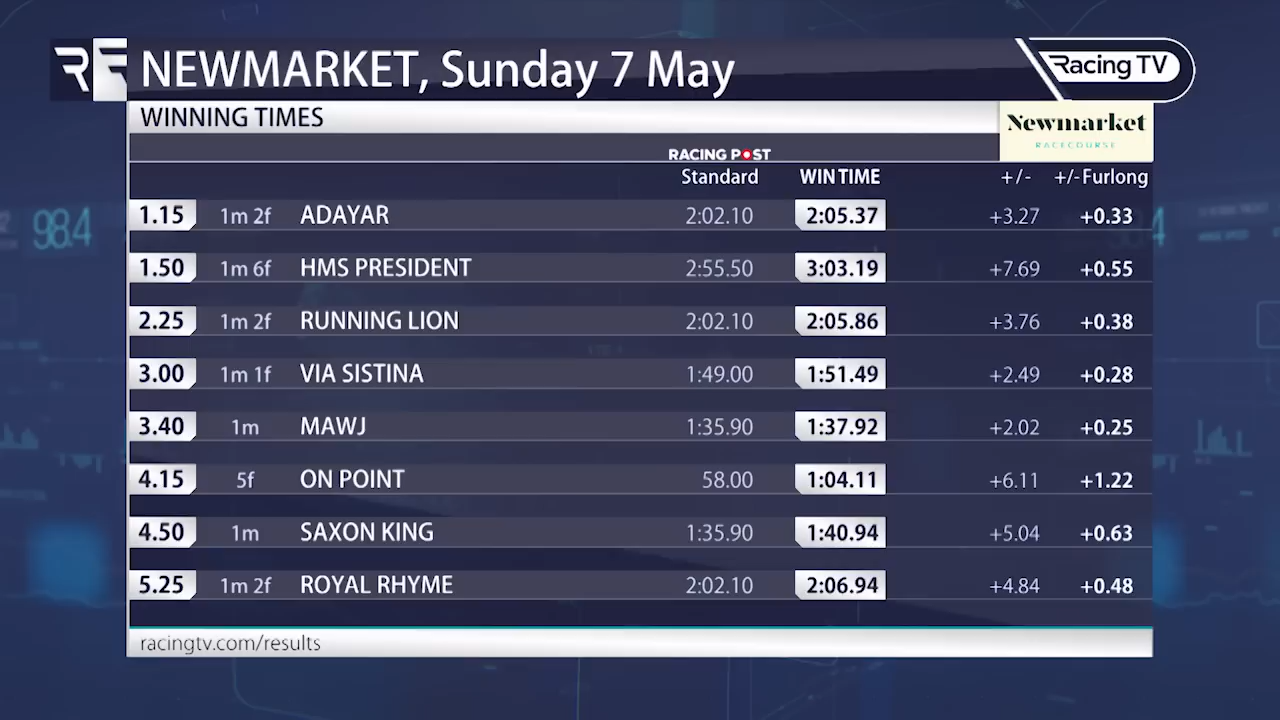 RF NEWMARKET, Sunday 7 May Racing TV
WINNING TIMES
Newmarket
RACECOURSE
RACING POST
Standard WIN TIME +/- +/-Furlong
1.15 1m 2f ADAYAR 2:02.10 2:05.37 +3.27 +0.33
98.4
1.50 1m 6f HMS PRESIDENT 2:55.50 3:03.19 +7.69 +0.55
2.25 1m 2f RUNNING LION 2:02.10 2:05.86 +3.76 +0.38
3.00 1m 1f VIA SISTINA 1:49.00 1:51.49 +2.49 +0.28
3.40 1m MAWJ 1:35.90 1:37.92 +2.02 +0.25
4.15 5f ON POINT 58.00 1:04.11 +6.11 +1.22
4.50 1m SAXON KING 1:35.90 1:40.94 +5.04 +0.63
5.25 1m 2f ROYAL RHYME 2:02.10 2:06.94 +4.84 +0.48
racingtv.com/results